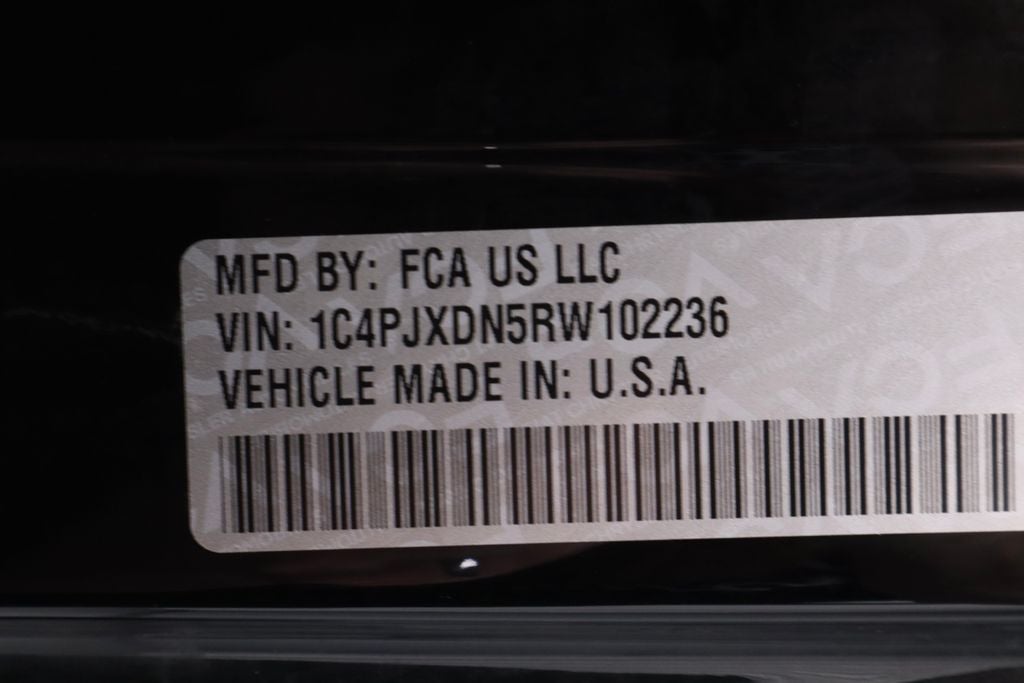 MFD BY: FCA US LLC
VIN: 1C4PJXDN5RW102236
VEHICLE MADE IN: U.S.A.